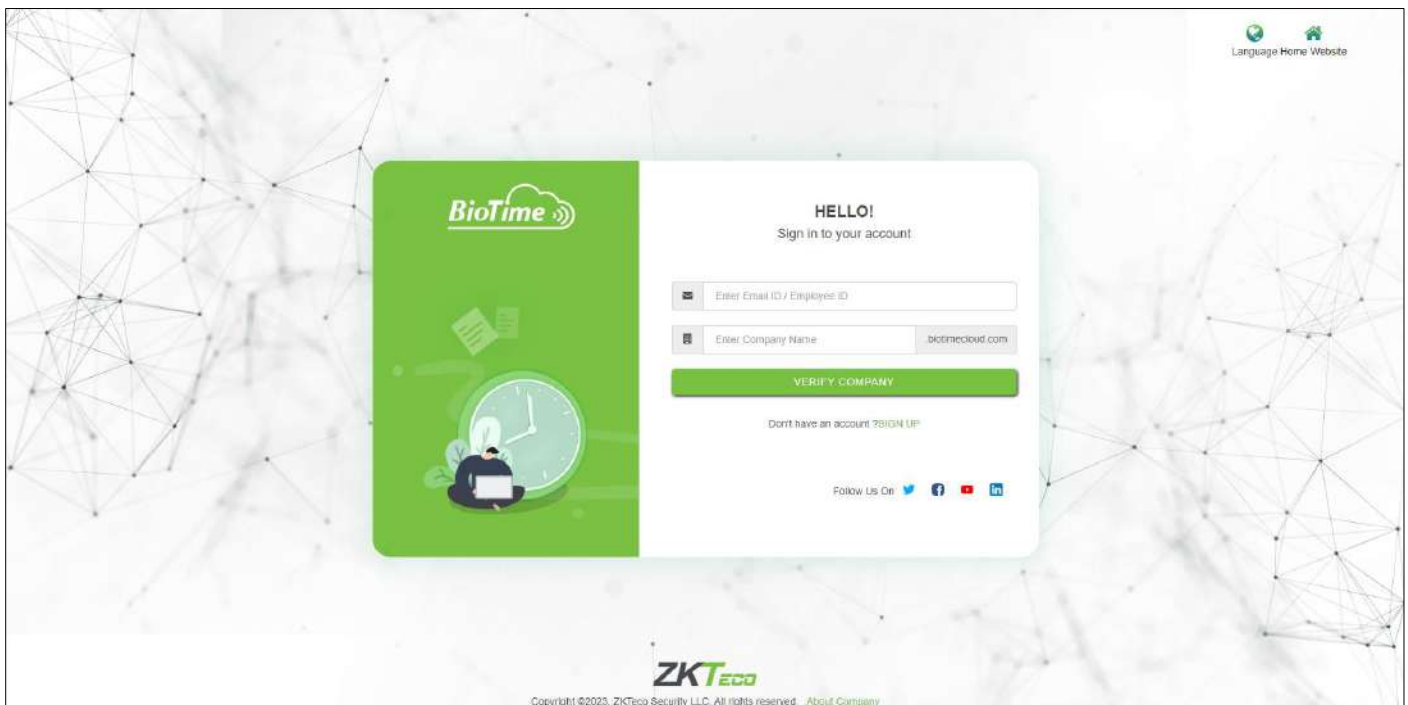 Language Home Website
BioTime
HELLO!
Sign in to your account
Enter Email ID / Employee ID
Enter Company Name .biotimecloud.com
VERIFY COMPANY
Don't have an account ?SIGN UP
Follow Us On
ZKTeco
Copyright ©2023. ZKTeco Security LLC. All rights reserved. About Company